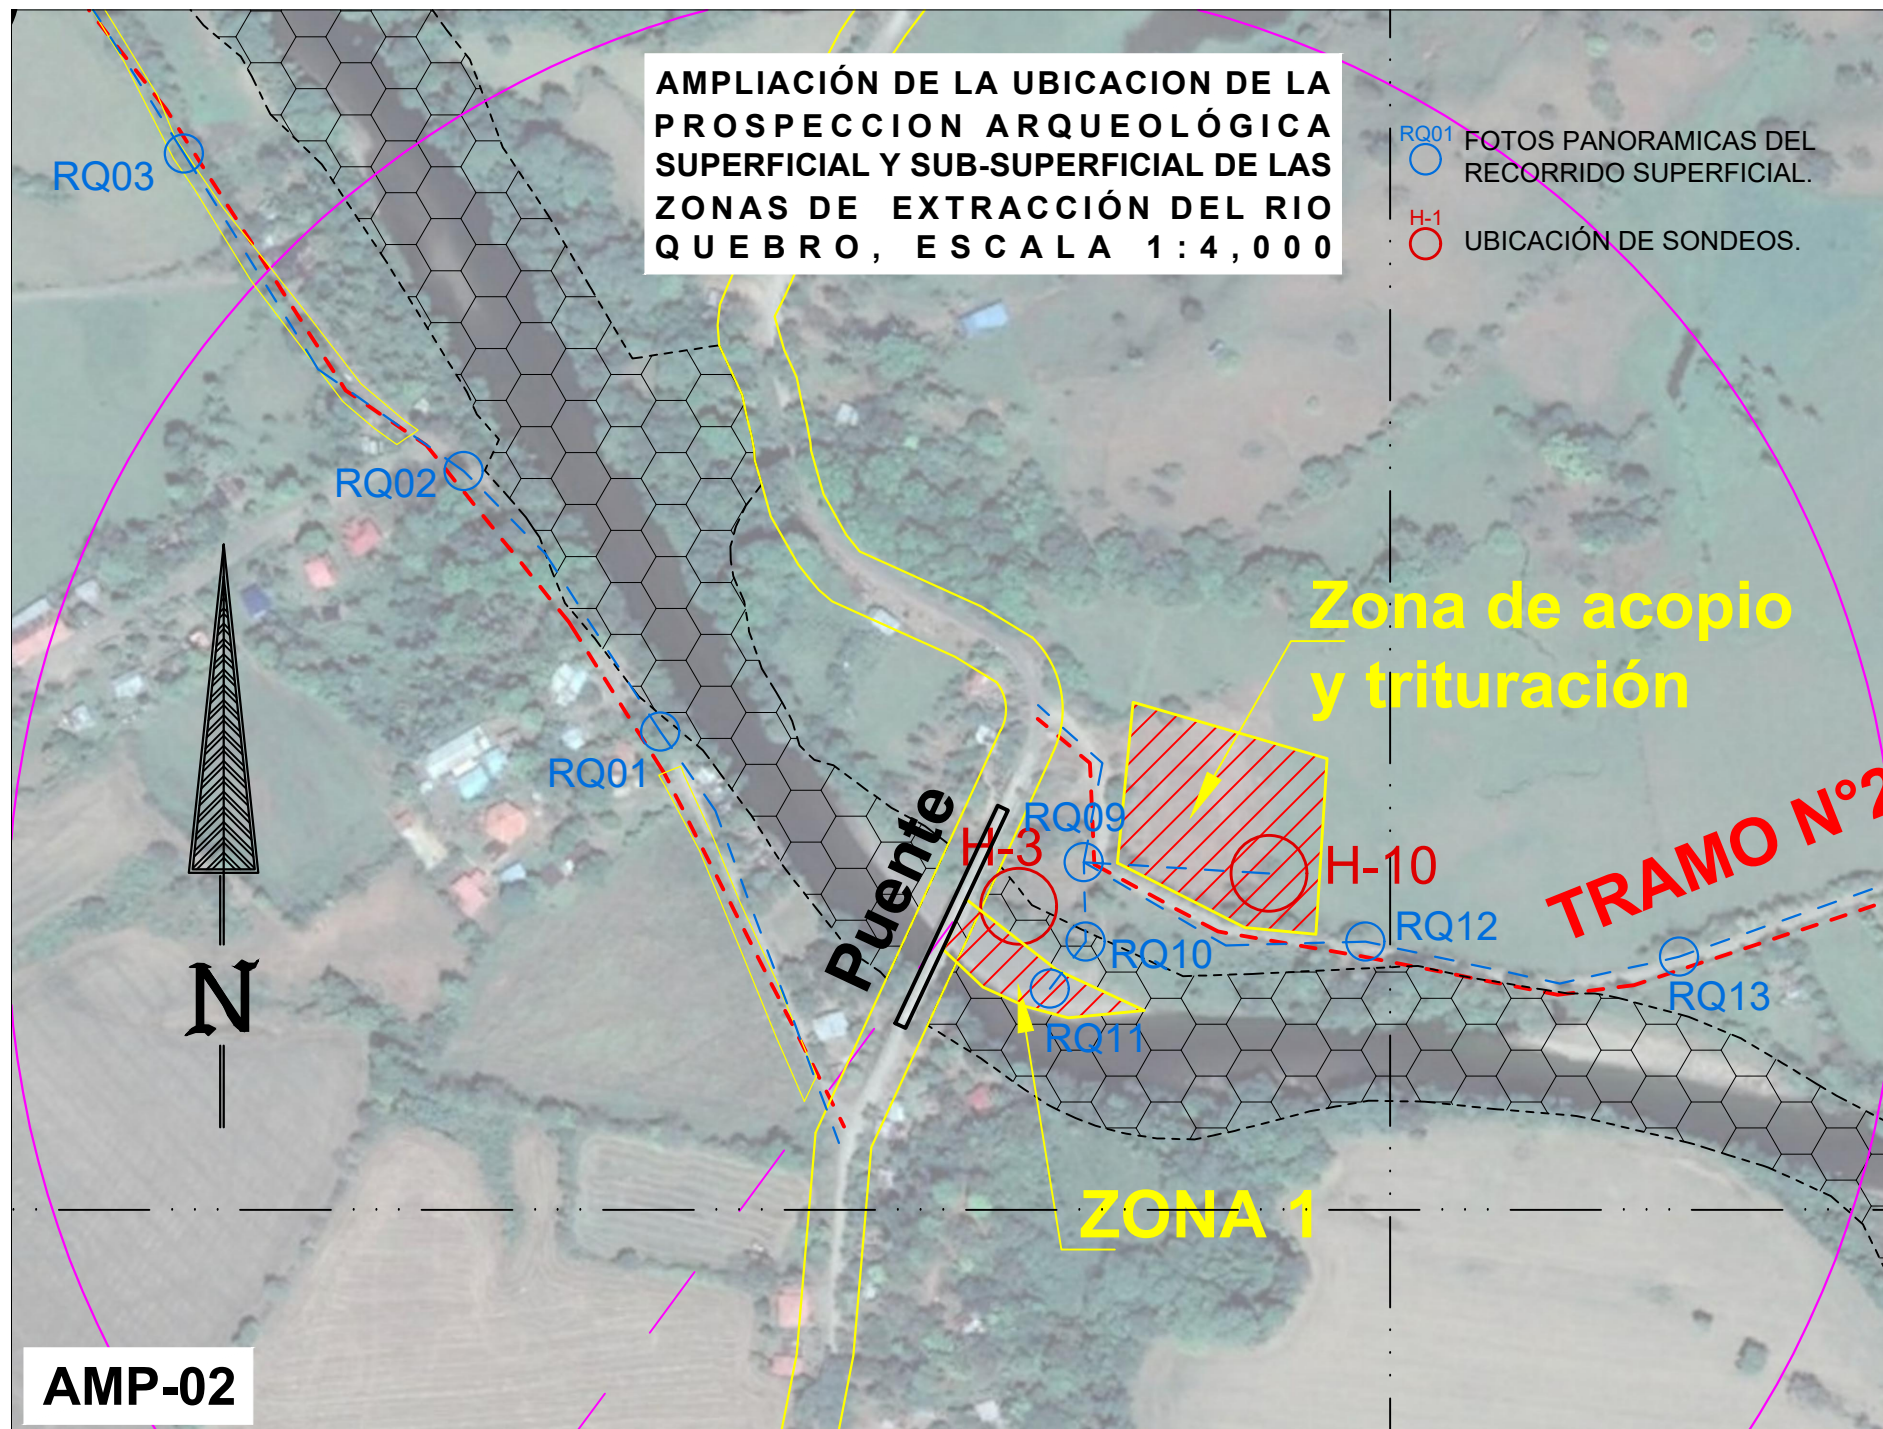 AMPLIACIÓN DE LA UBICACION DE LA
PROSPECCION ARQUEOLÓGICA
SUPERFICIAL Y SUB-SUPERFICIAL DE LAS
ZONAS DE EXTRACCIÓN DEL RIO
QUEBRO, ESCALA 1:4,000
RQ01 FOTOS PANORAMICAS DEL
RECORRIDO SUPERFICIAL.
H-1
UBICACIÓN DE SONDEOS.
RQ03
RQ02
RQ01
Zona de acopio
y trituración
Puente
RQ09
H-3
H-10
TRAMO N°2
RQ10
RQ12
RQ13
RQ11
N
ZONA 1
AMP-02